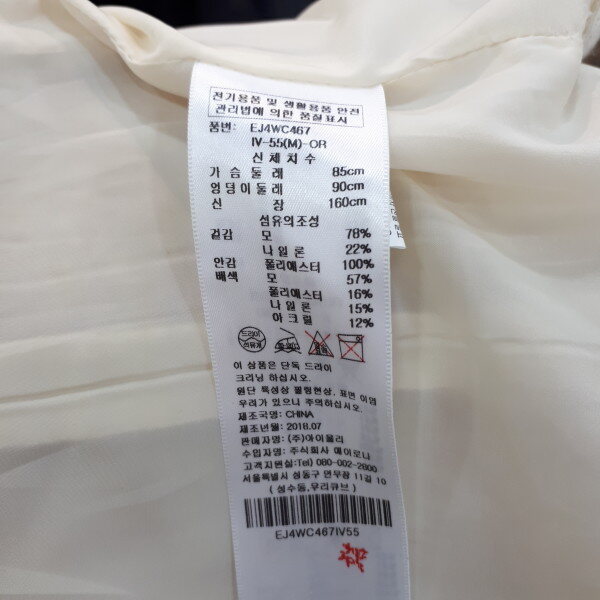 전기용품 및 생활용품 안전
관리법에 의한 품질표시
품번: EJ4WC467
IV-55(M)-OR
신체치수
가슴둘레 85cm
엉덩이둘레 90cm
신 장 160cm
섬유의조성
겉감 모 78%
나일론 22%
안감 폴리에스터 100%
배색 모 57%
폴리에스터 16%
나일론 15%
아크릴 12%
드라이
이 상품은 단독 드라이
크리닝 하십시오.
원단 특성상 필링현상, 표변 이염
우려가 있으니 주의하십시오.
제조국명: CHINA
제조년월: 2018.07
판매자명: (주)아이올리
수입자명: 주식회사 에이로나
고객지원실:Tel) 080-002-2800
서울특별시 성동구 연무장 11길 10
(성수동,우리큐브)
EJ4WC467IV55